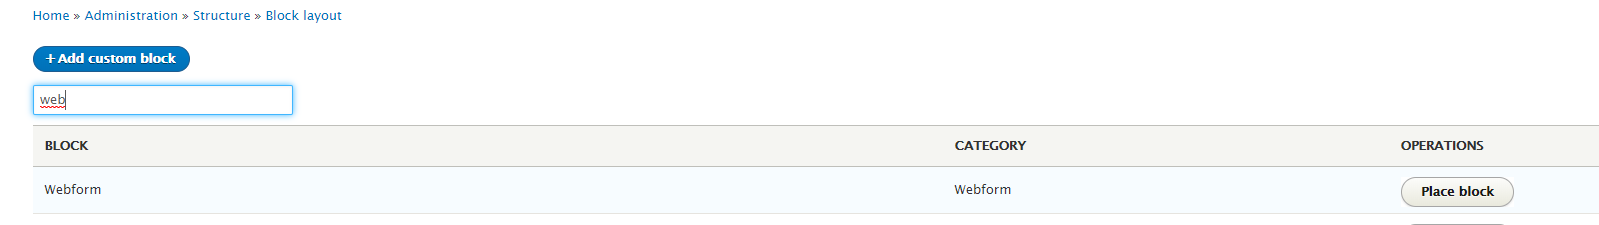 Home » Administration » Structure » Block layout
+ Add custom block
web
BLOCK CATEGORY OPERATIONS
Webform Webform Place block